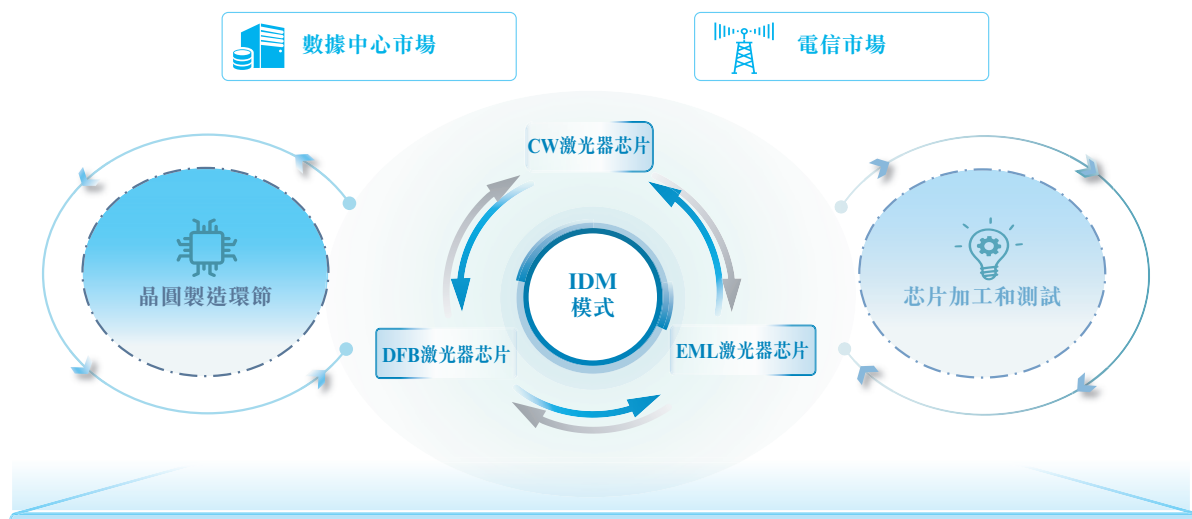 數據中心市場
電信市場
CW激光器芯片
晶圓製造環節
IDM
模式
芯片加工和測試
DFB激光器芯片
EML激光器芯片